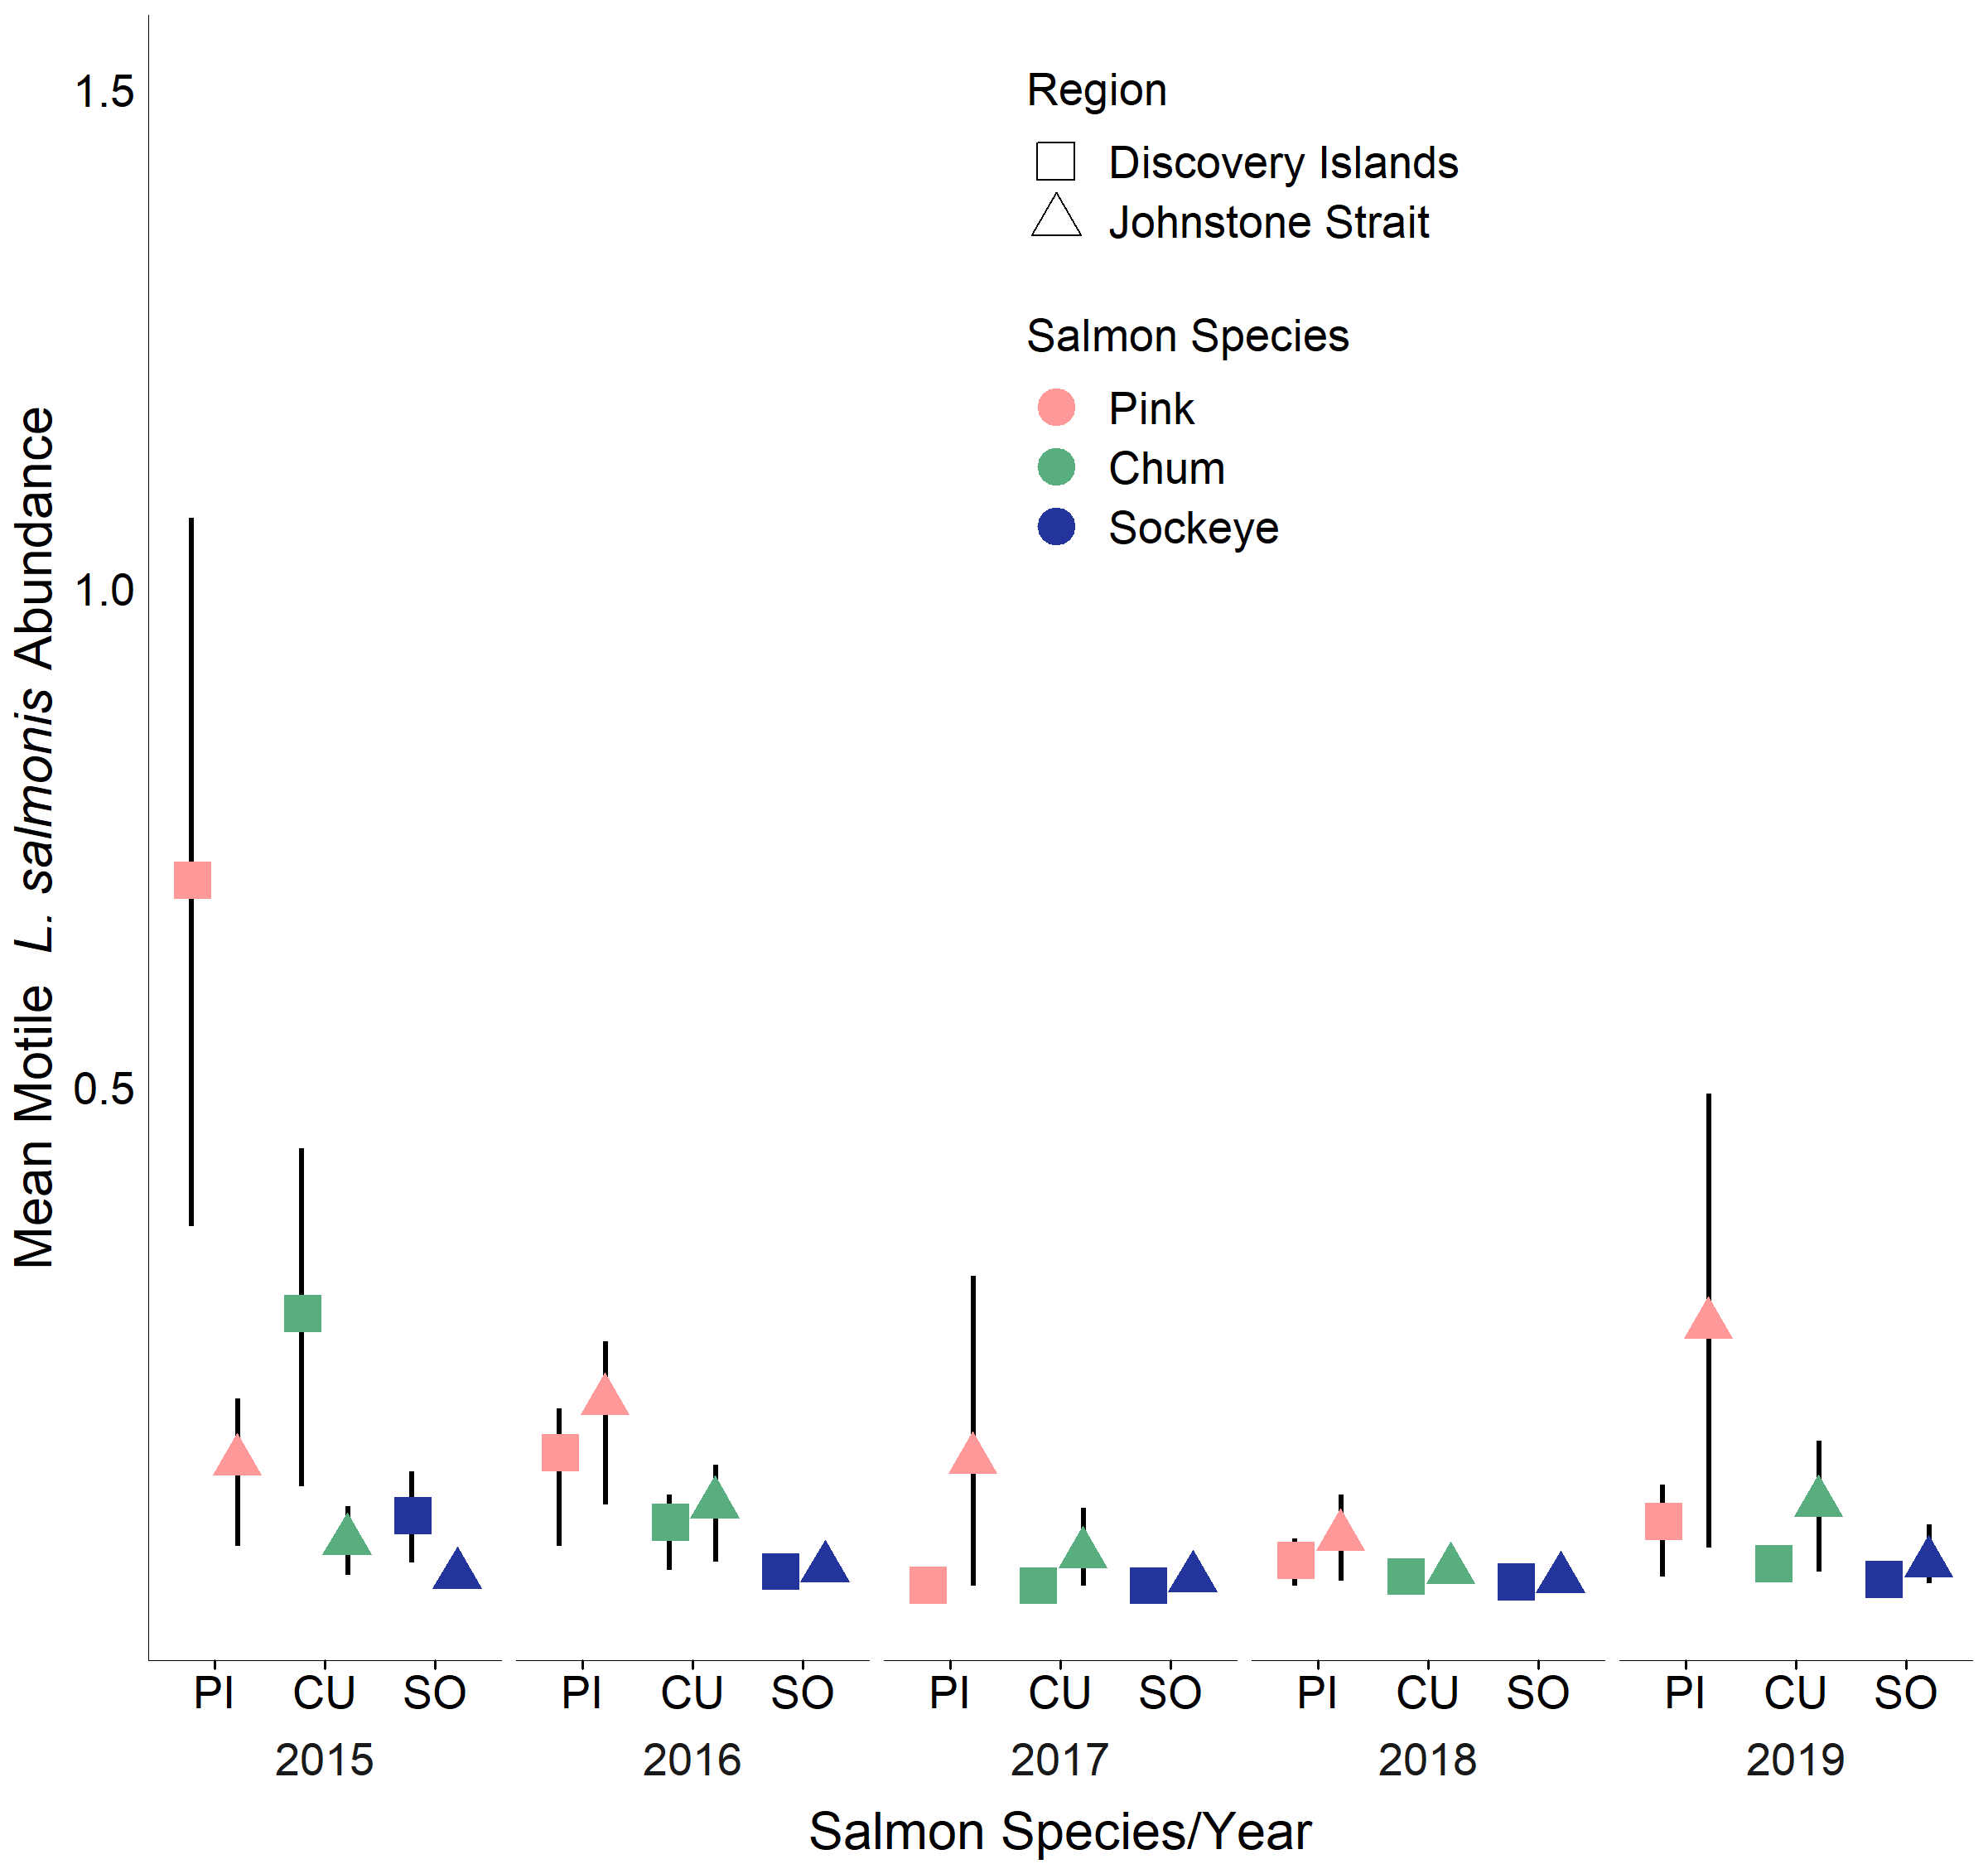 1.5
1.0
0.5
Mean Motile L. salmonis Abundance
Region
Discovery Islands
Johnstone Strait
Salmon Species
Pink
Chum
Sockeye
PI CU SO PI CU SO PI CU SO PI CU SO PI CU SO
2015 2016 2017 2018 2019
Salmon Species/Year